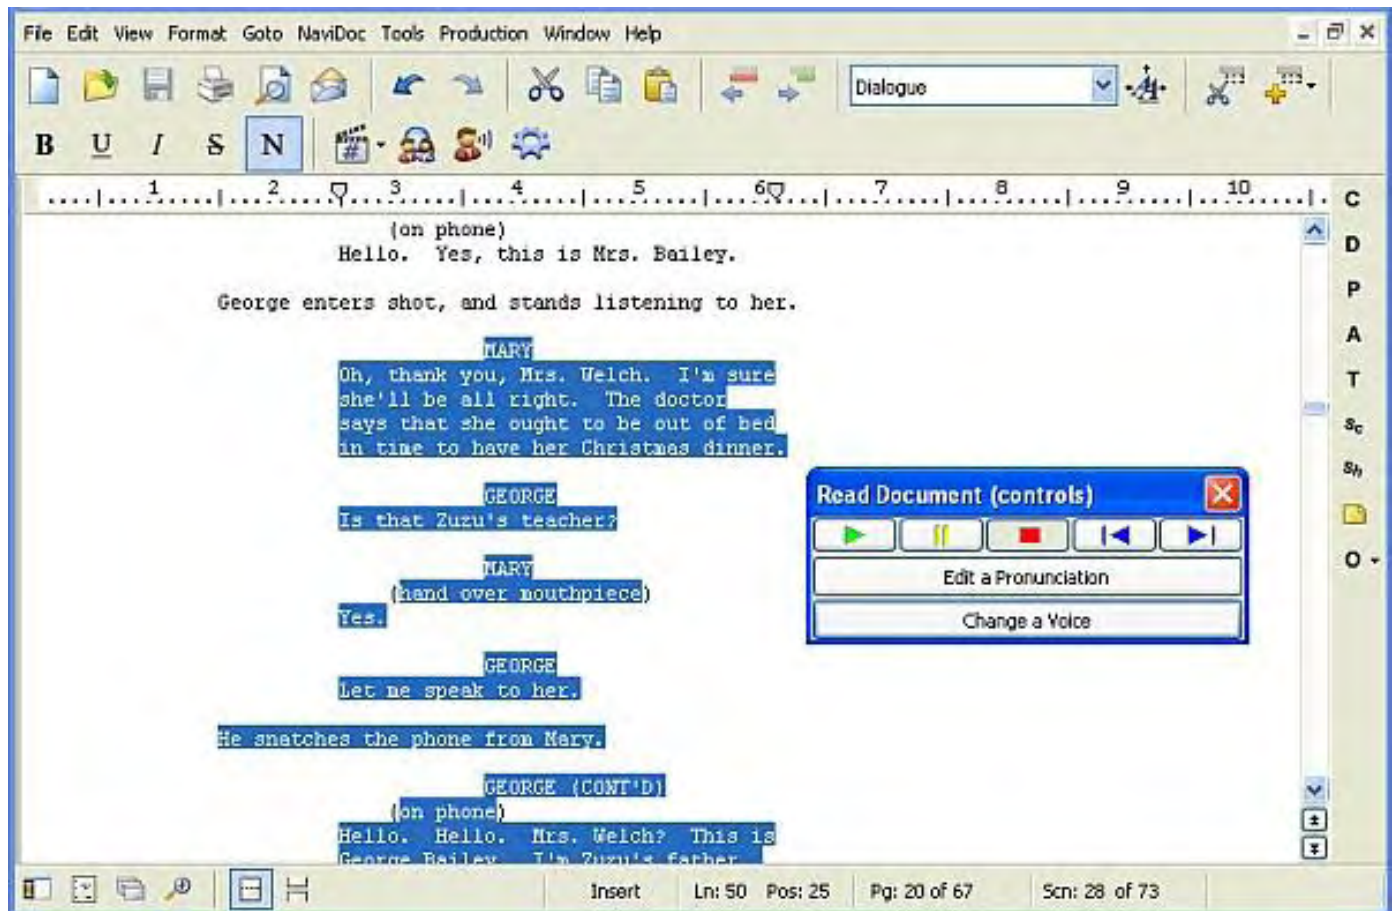 File Edit View Format Goto NaviDoc Tools Production Window Help
Dialogue
B U I S N
1 2 3 4 5 6 7 8 9 10
C
D
P
A
T
Sc
Sh
O
(on phone)
Hello. Yes, this is Mrs. Bailey.
George enters shot, and stands listening to her.
MARY
Oh, thank you, Mrs. Welch. I'm sure
she'll be all right. The doctor
says that she ought to be out of bed
in time to have her Christmas dinner.
GEORGE
Is that Zuzu's teacher?
MARY
(hand over mouthpiece)
Yes.
GEORGE
Let me speak to her.
He snatches the phone from Mary.
GEORGE (CONT'D)
(on phone)
Hello. Hello. Mrs. Welch? This is
George Bailey. I'm Zuzu's father.
Read Document (controls)
Edit a Pronunciation
Change a Voice
Insert Ln: 50 Pos: 25 Pg: 20 of 67 Scn: 28 of 73